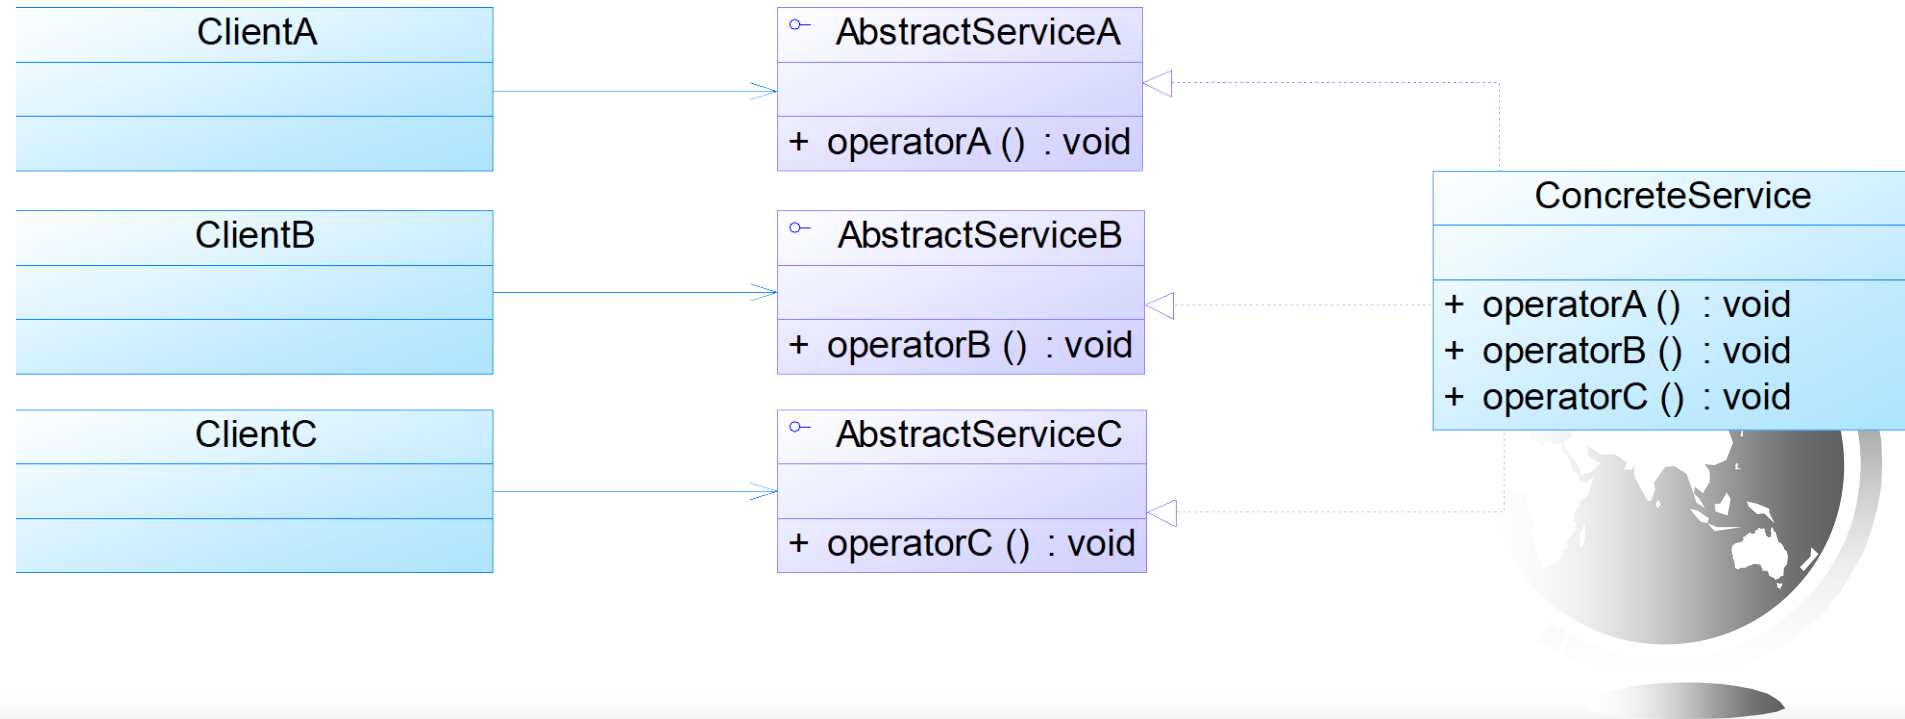 ClientA
AbstractServiceA
+ operatorA () : void
ClientB
AbstractServiceB
+ operatorB () : void
ClientC
AbstractServiceC
+ operatorC () : void
ConcreteService
+ operatorA () : void
+ operatorB () : void
+ operatorC () : void